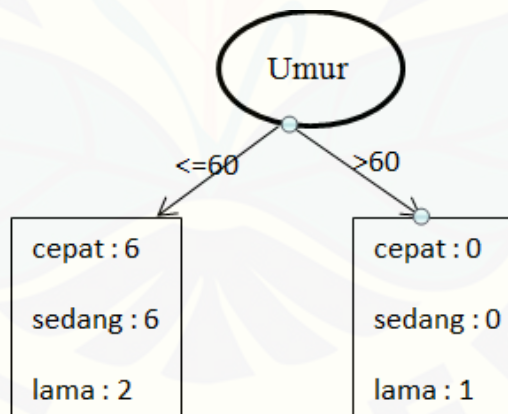 Umur
<=60
>60
cepat : 6
sedang : 6
lama : 2
cepat : 0
sedang : 0
lama : 1